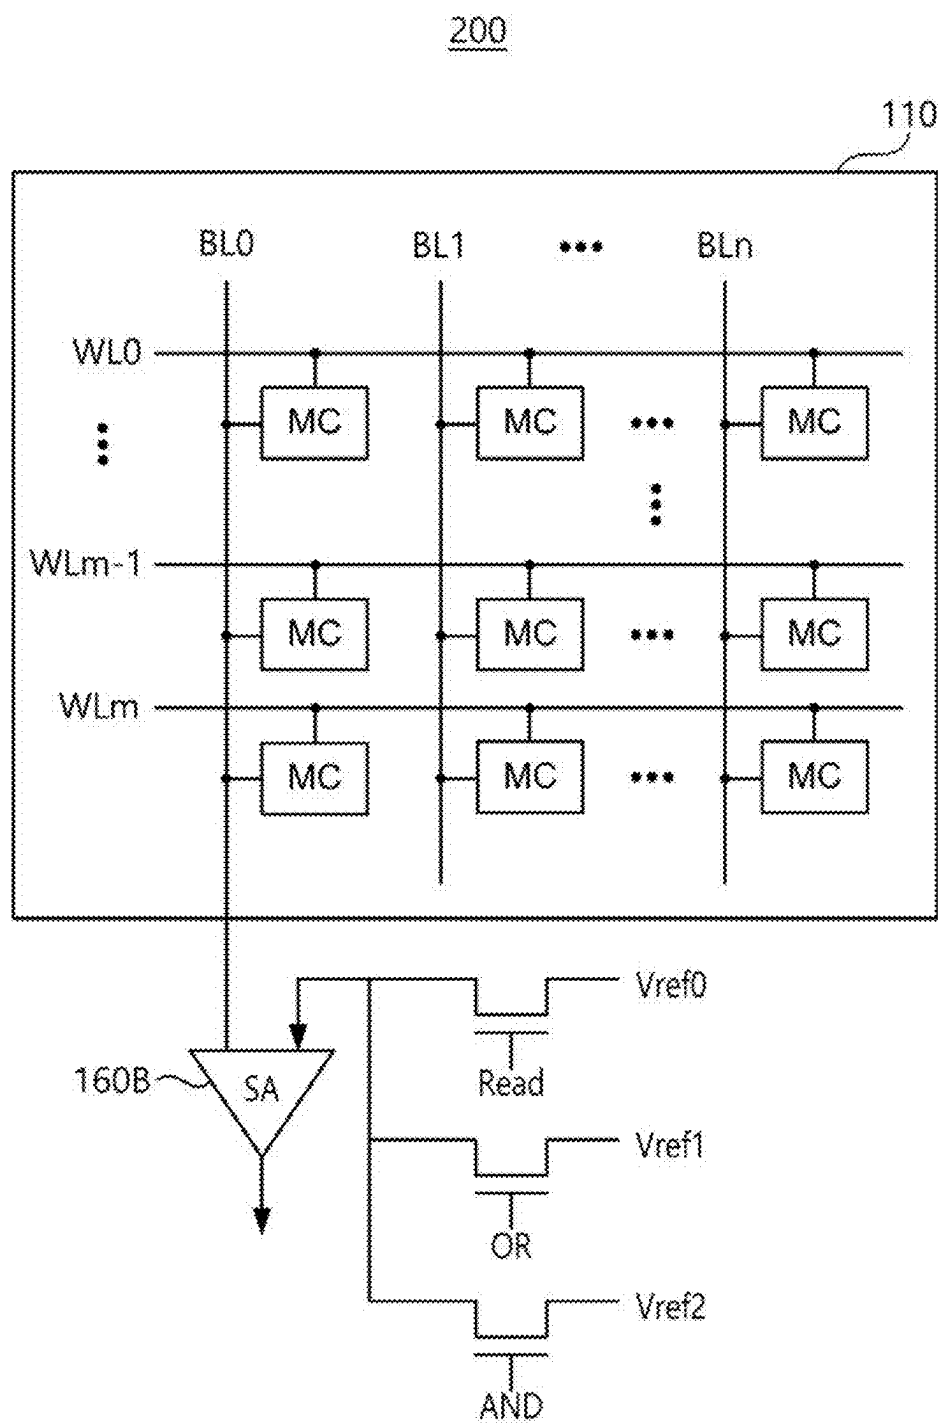 200
110
BL0 BL1 ••• BLn
WL0
MC MC ••• MC
WLm-1
MC MC ••• MC
WLm
MC MC ••• MC
Vref0
160B SA
Read
Vref1
OR
Vref2
AND